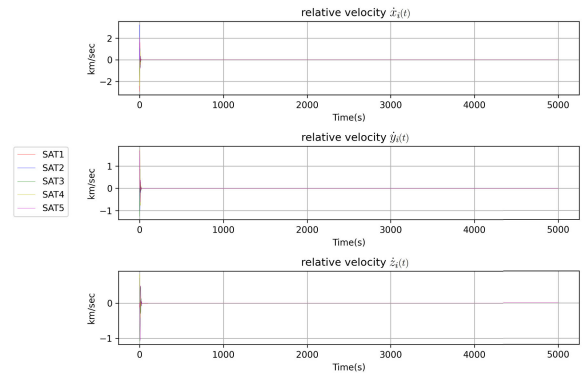 relative velocity ẋᵢ(t)
2
0
−2
km/sec
0 1000 2000 3000 4000 5000
Time(s)
relative velocity ẏᵢ(t)
1
0
−1
km/sec
0 1000 2000 3000 4000 5000
Time(s)
SAT1
SAT2
SAT3
SAT4
SAT5
relative velocity żᵢ(t)
0
−1
km/sec
0 1000 2000 3000 4000 5000
Time(s)